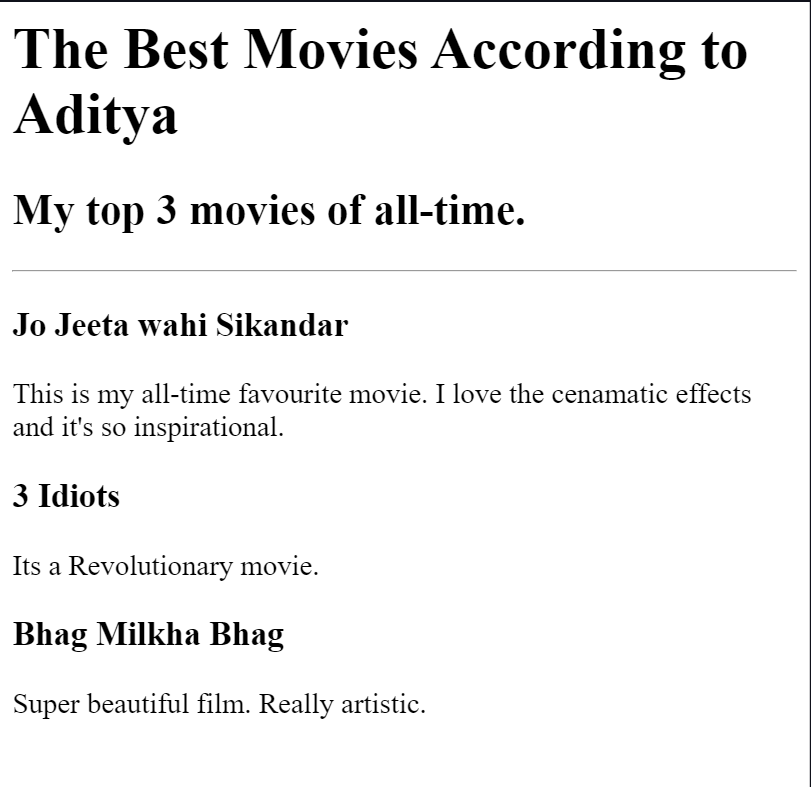 The Best Movies According to
Aditya
My top 3 movies of all-time.
Jo Jeeta wahi Sikandar
This is my all-time favourite movie. I love the cenamatic effects
and it's so inspirational.
3 Idiots
Its a Revolutionary movie.
Bhag Milkha Bhag
Super beautiful film. Really artistic.